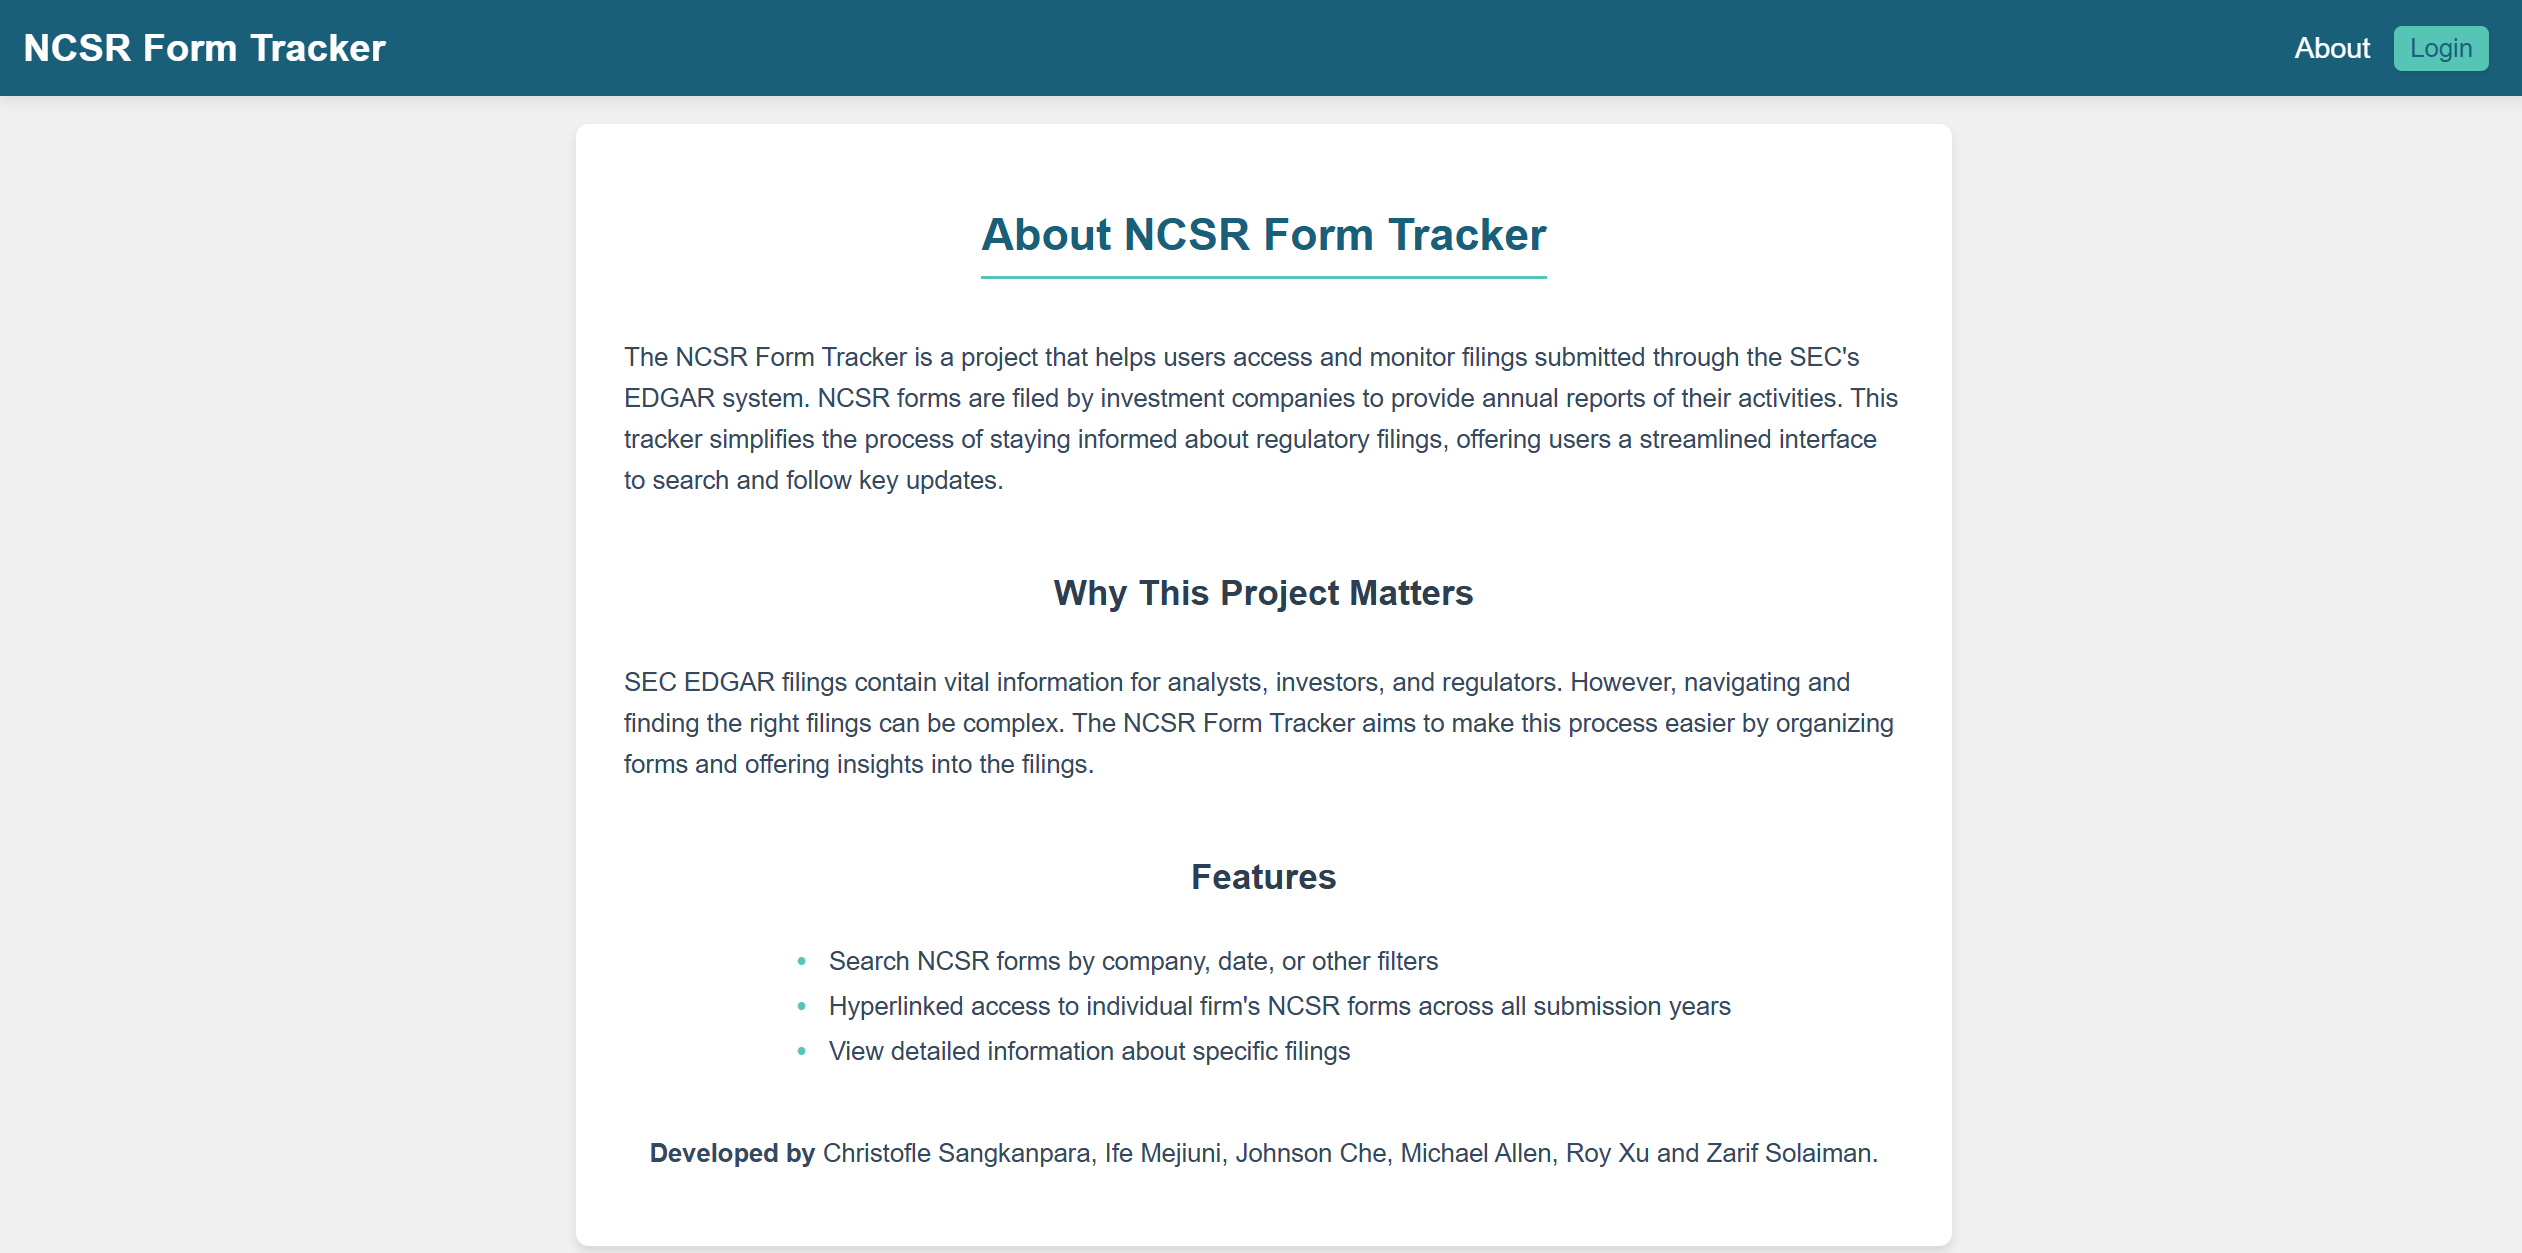 NCSR Form Tracker
About
Login
About NCSR Form Tracker
The NCSR Form Tracker is a project that helps users access and monitor filings submitted through the SEC's
EDGAR system. NCSR forms are filed by investment companies to provide annual reports of their activities. This
tracker simplifies the process of staying informed about regulatory filings, offering users a streamlined interface
to search and follow key updates.
Why This Project Matters
SEC EDGAR filings contain vital information for analysts, investors, and regulators. However, navigating and
finding the right filings can be complex. The NCSR Form Tracker aims to make this process easier by organizing
forms and offering insights into the filings.
Features
• Search NCSR forms by company, date, or other filters
• Hyperlinked access to individual firm's NCSR forms across all submission years
• View detailed information about specific filings
Developed by Christofle Sangkanpara, Ife Mejiuni, Johnson Che, Michael Allen, Roy Xu and Zarif Solaiman.